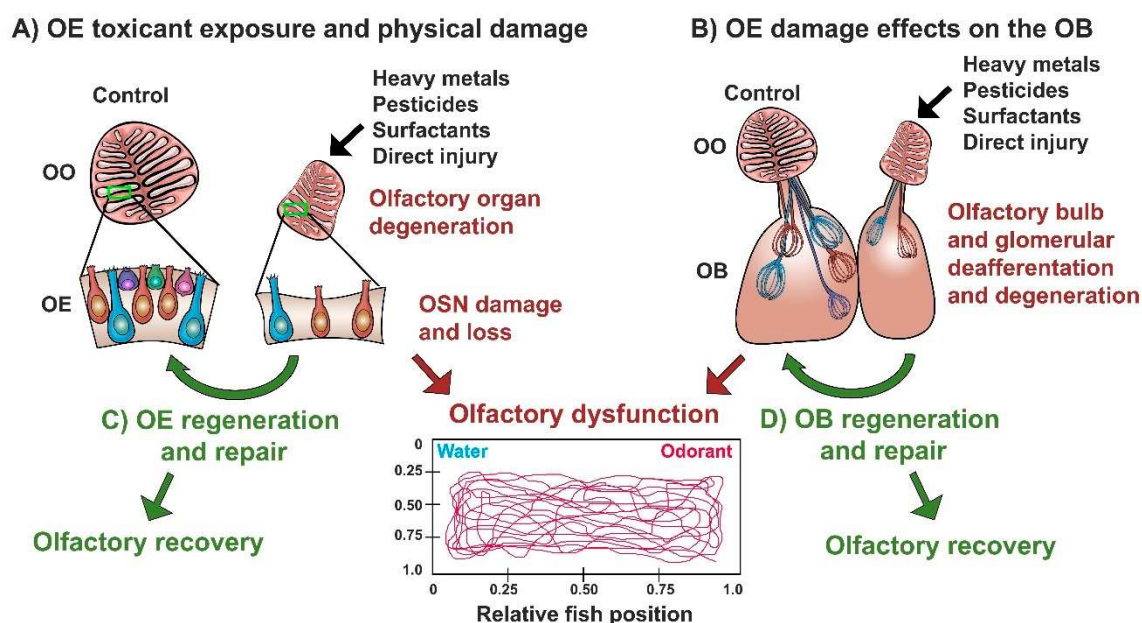 A) OE toxicant exposure and physical damage
Control
OO
OE
Heavy metals
Pesticides
Surfactants
Direct injury
Olfactory organ
degeneration
OSN damage
and loss
C) OE regeneration
and repair
Olfactory recovery
B) OE damage effects on the OB
Control
OO
OB
Heavy metals
Pesticides
Surfactants
Direct injury
Olfactory bulb
and glomerular
deafferentation
and degeneration
D) OB regeneration
and repair
Olfactory recovery
Olfactory dysfunction
Water
Odorant
0
0.25
0.50
0.75
1.0
0
0.25
0.50
0.75
1.0
Relative fish position